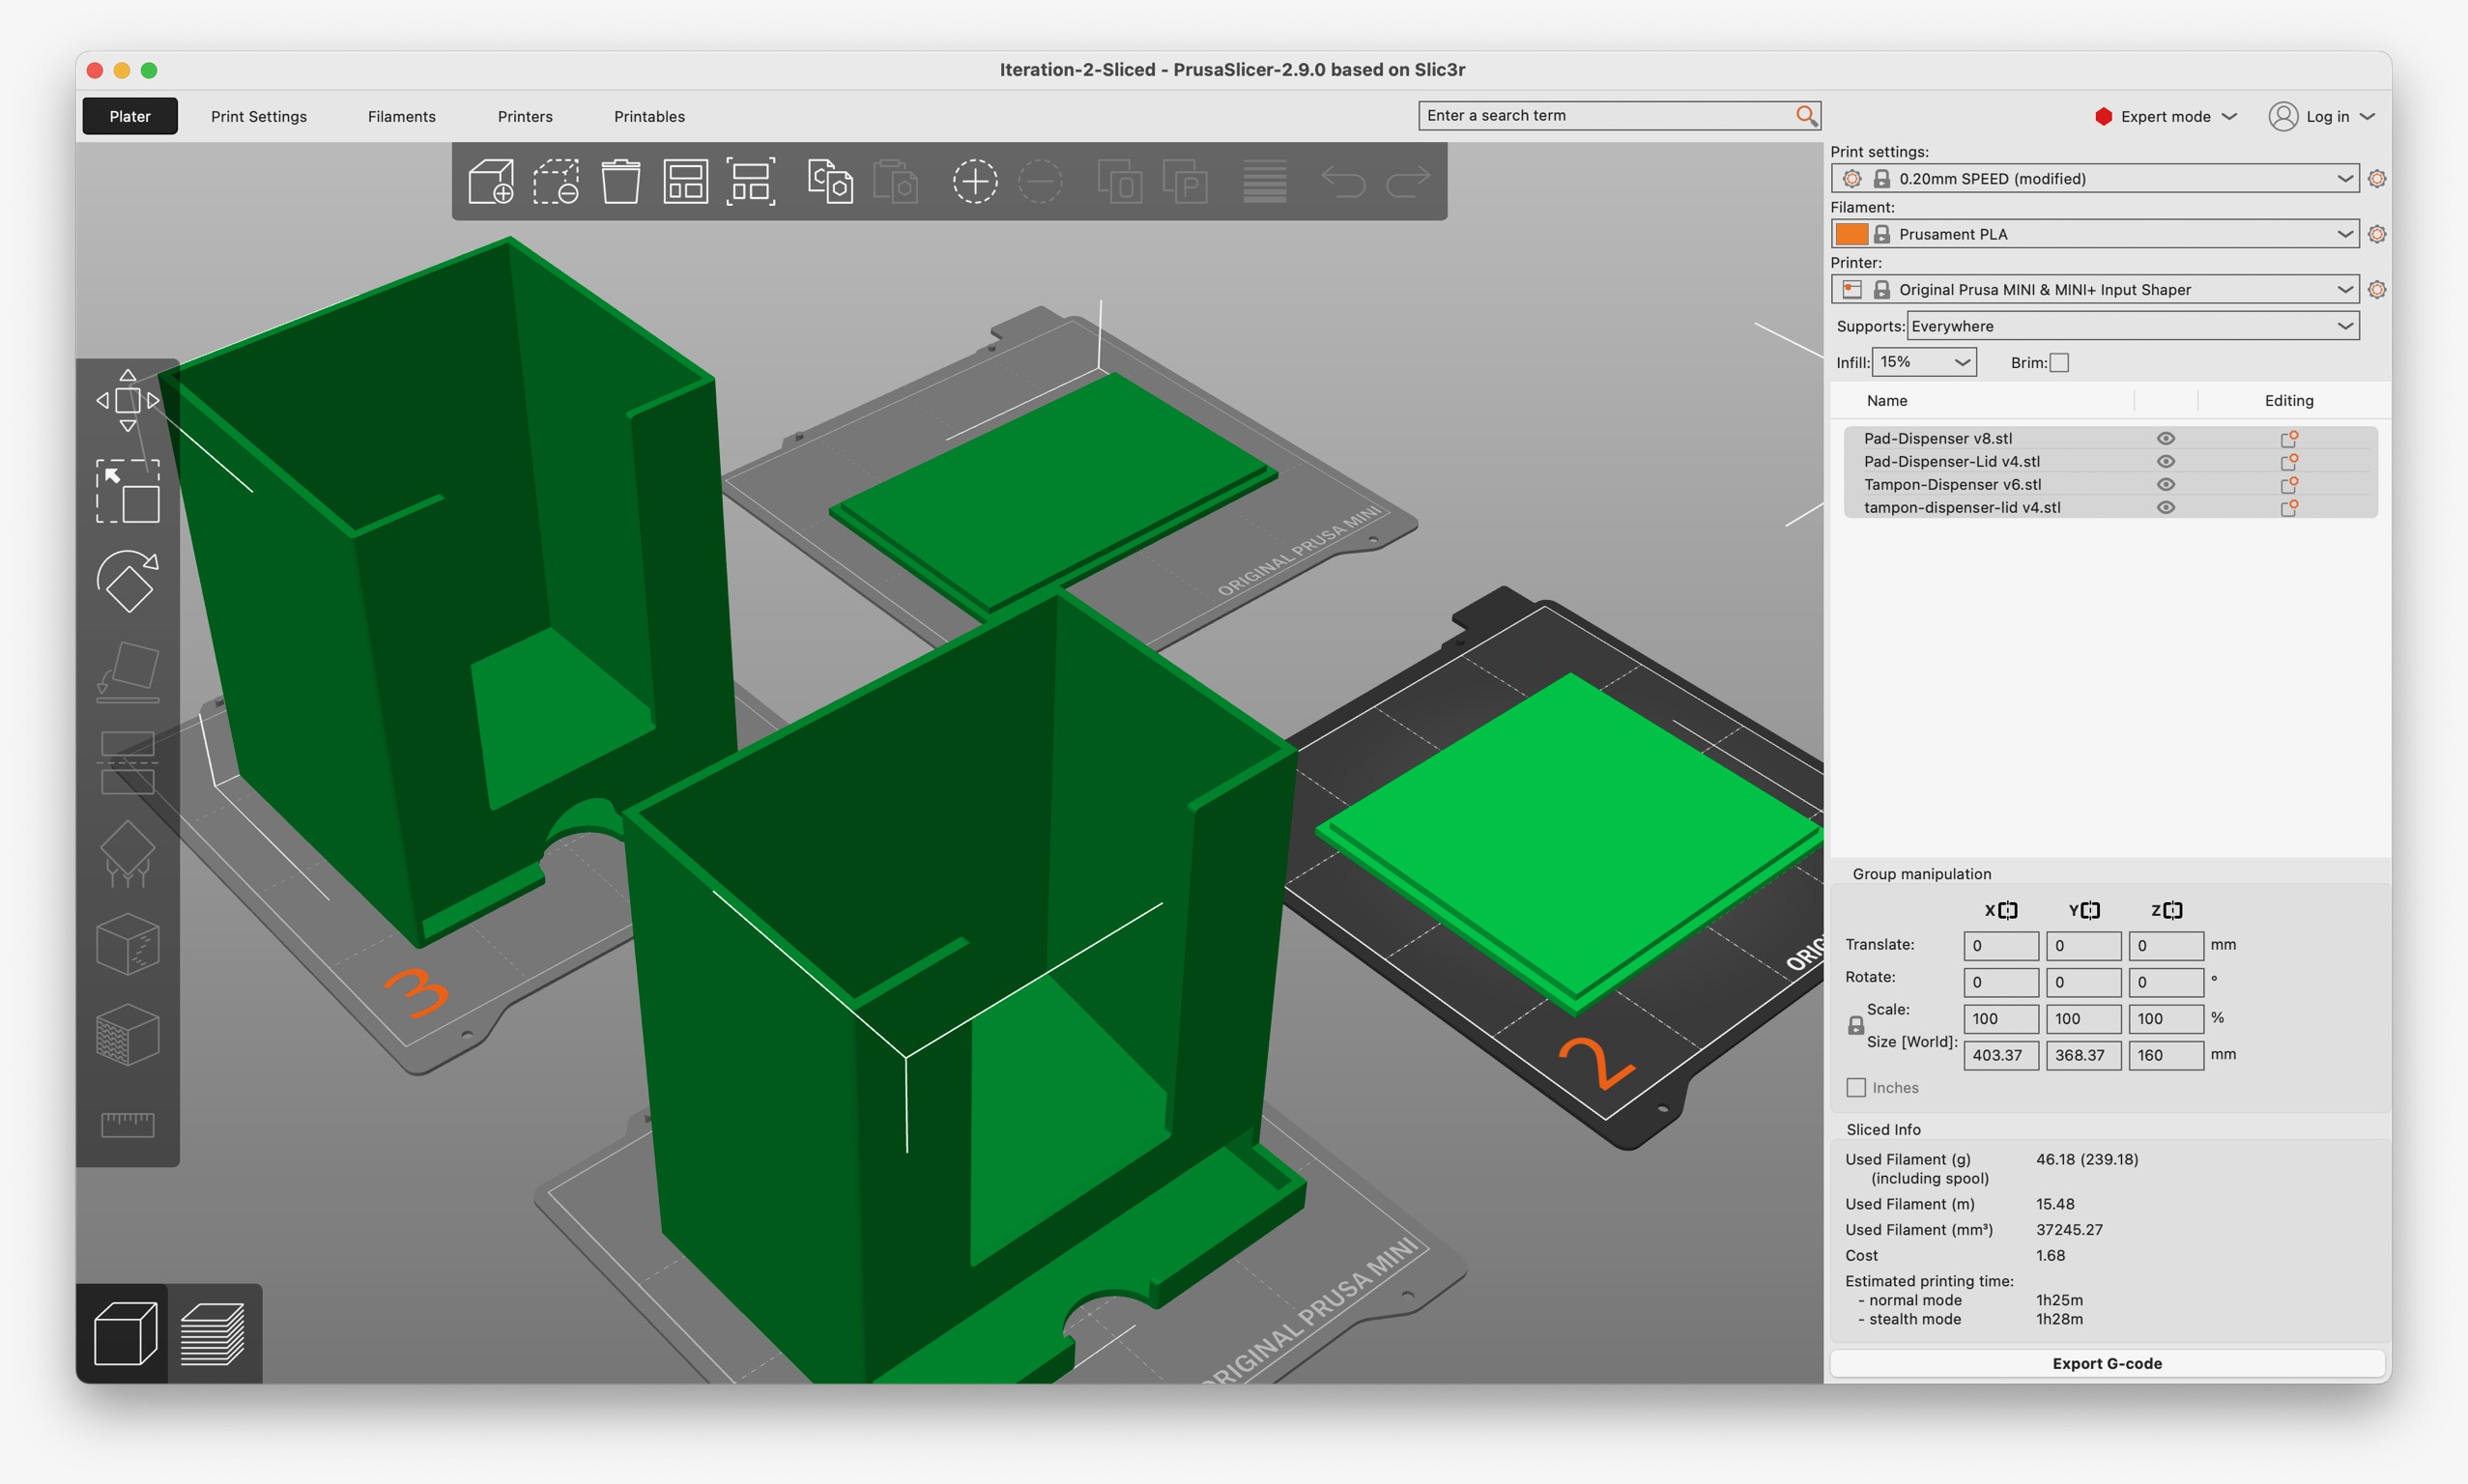 Iteration-2-Sliced - PrusaSlicer-2.9.0 based on Slic3r
Plater
Print Settings
Filaments
Printers
Printables
Enter a search term
Expert mode
Log in
Print settings:
0.20mm SPEED (modified)
Filament:
Prusament PLA
Printer:
Original Prusa MINI & MINI+ Input Shaper
Supports: Everywhere
Infill: 15% Brim:
Name Editing
Pad-Dispenser v8.stl
Pad-Dispenser-Lid v4.stl
Tampon-Dispenser v6.stl
tampon-dispenser-lid v4.stl
ORIGINAL PRUSA MINI
ORIG
2
3
ORIGINAL PRUSA MINI
Group manipulation
X Y Z
Translate: 0 0 0 mm
Rotate: 0 0 0 °
Scale: 100 100 100 %
Size [World]: 403.37 368.37 160 mm
Inches
Sliced Info
Used Filament (g) 46.18 (239.18)
(including spool)
Used Filament (m) 15.48
Used Filament (mm³) 37245.27
Cost 1.68
Estimated printing time:
- normal mode 1h25m
- stealth mode 1h28m
Export G-code